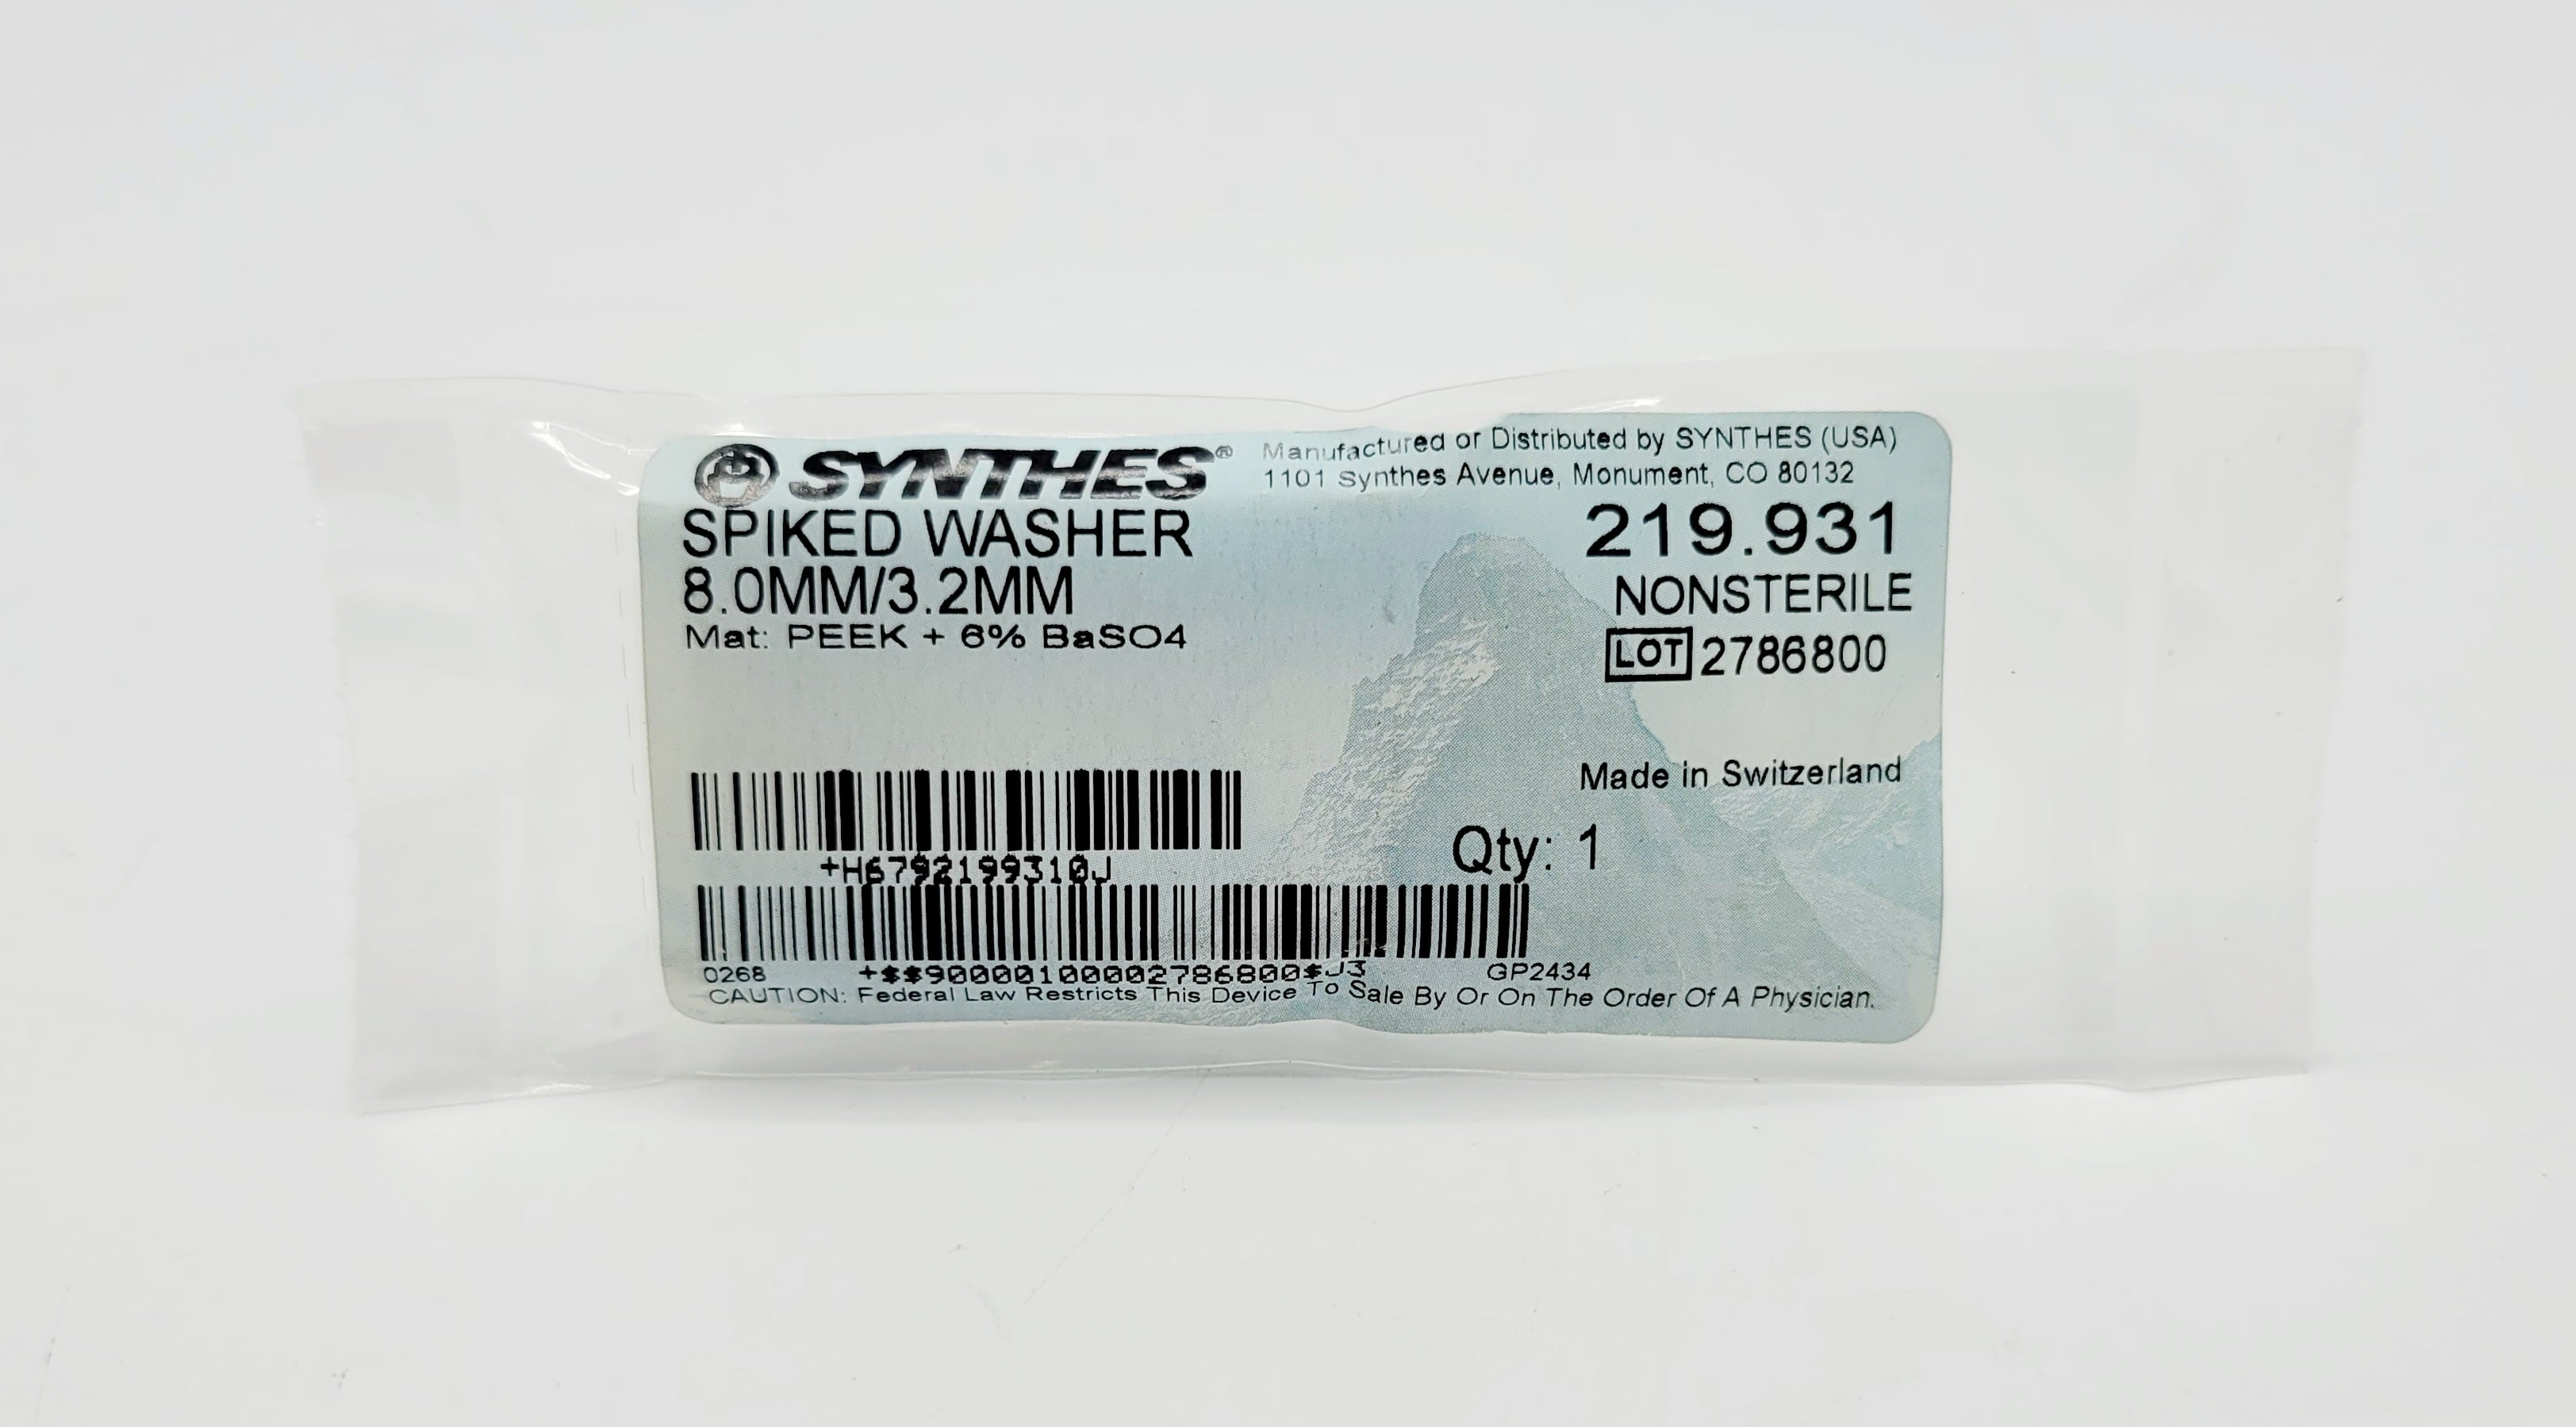 SYNTHES®
Manufactured or Distributed by SYNTHES (USA)
1101 Synthes Avenue, Monument, CO 80132
SPIKED WASHER
8.0MM/3.2MM
Mat: PEEK + 6% BaSO4
219.931
NONSTERILE
LOT 2786800
Made in Switzerland
Qty: 1
+H6792199310J
0268 +$$90000100002786800$J3 GP2434
CAUTION: Federal Law Restricts This Device To Sale By Or On The Order Of A Physician.